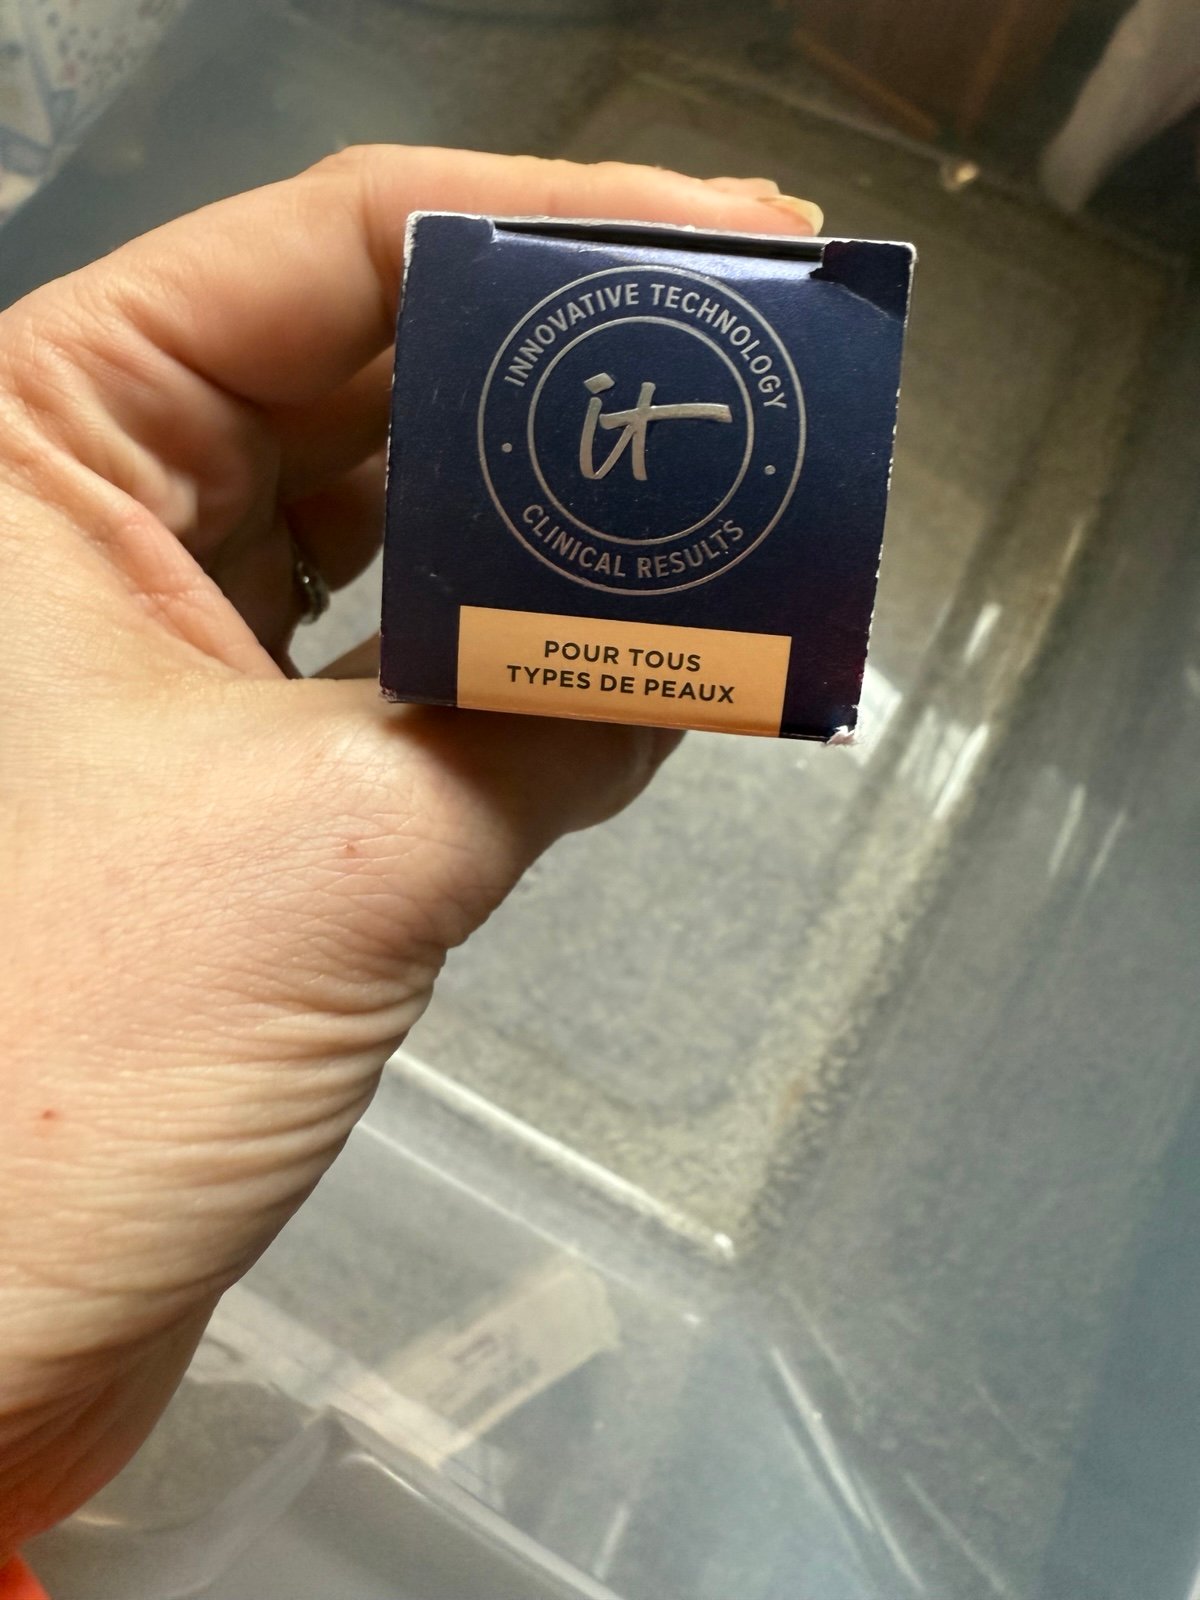 INNOVATIVE TECHNOLOGY
it
CLINICAL RESULTS
POUR TOUS
TYPES DE PEAUX